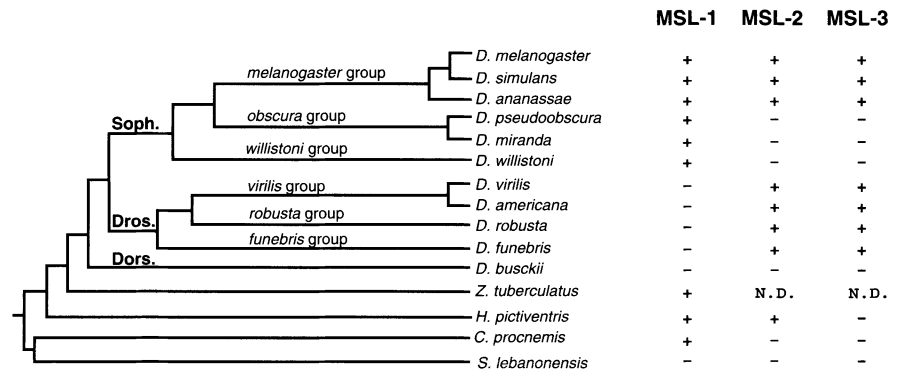 MSL-1 MSL-2 MSL-3
D. melanogaster + + +
melanogaster group
D. simulans + + +
D. ananassae + + +
Soph. obscura group D. pseudoobscura + – –
D. miranda + – –
willistoni group
D. willistoni + – –
virilis group D. virilis – + +
D. americana – + +
robusta group
Dros. D. robusta – + +
funebris group
D. funebris – + +
Dors.
D. busckii – – –
Z. tuberculatus + N.D. N.D.
H. pictiventris + + –
C. procnemis + – –
S. lebanonensis – – –